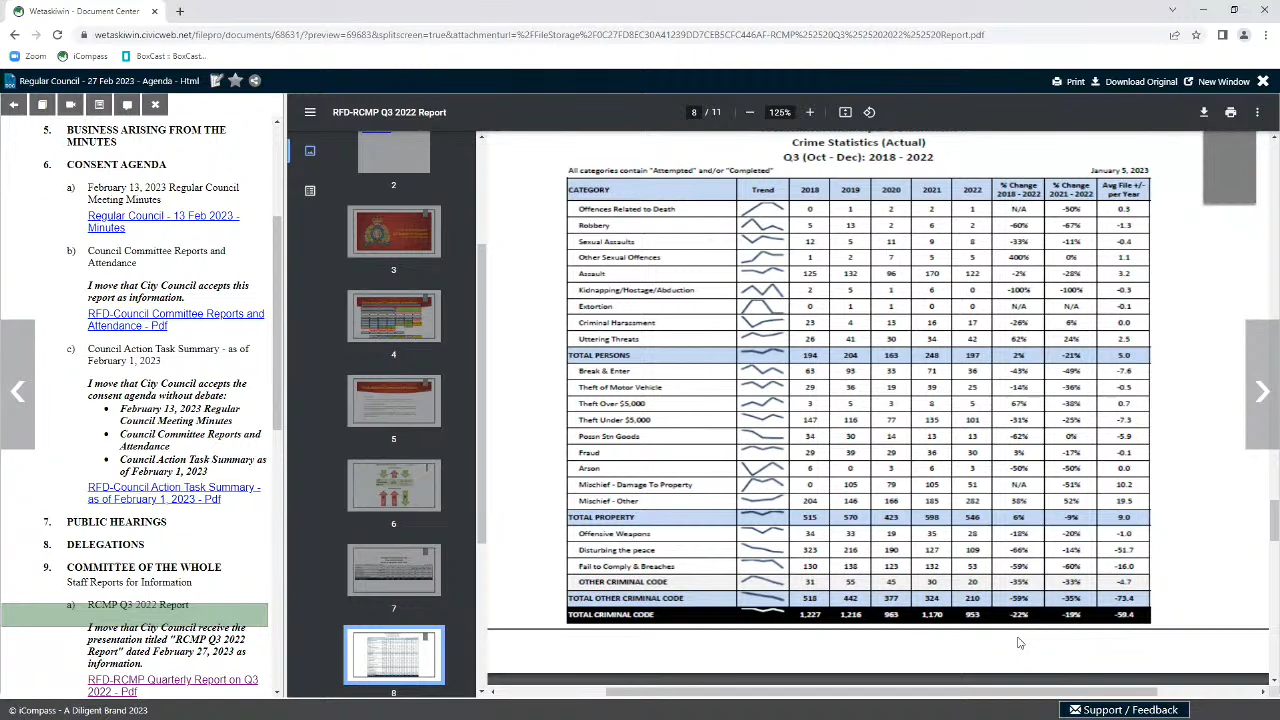 Wetaskiwin - Document Center
wetaskiwin.civicweb.net/filepro/documents/68631/?preview=69683&splitscreen=true&attachmenturl=%2FFileStorage%2F0C27FD8EC30A41239DD7CEB5CFC446AF-RCMP%252520Q3%2525202022%252520Report.pdf
Zoom iCompass BoxCast :: BoxCast...
Regular Council - 27 Feb 2023 - Agenda - Html
Print Download Original New Window
RFD-RCMP Q3 2022 Report
8 / 11
125%
5. BUSINESS ARISING FROM THE
MINUTES
6. CONSENT AGENDA
a) February 13, 2023 Regular Council
Meeting Minutes
Regular Council - 13 Feb 2023 -
Minutes
b) Council Committee Reports and
Attendance
I move that City Council accepts this
report as information.
RFD-Council Committee Reports and
Attendance - Pdf
c) Council Action Task Summary - as of
February 1, 2023
I move that City Council accepts the
consent agenda without debate:
• February 13, 2023 Regular
Council Meeting Minutes
• Council Committee Reports and
Attendance
• Council Action Task Summary as
of February 1, 2023
RFD-Council Action Task Summary -
as of February 1, 2023 - Pdf
7. PUBLIC HEARINGS
8. DELEGATIONS
9. COMMITTEE OF THE WHOLE
Staff Reports for Information
a) RCMP Q3 2022 Report
I move that City Council receive the
presentation titled "RCMP Q3 2022
Report" dated February 27, 2023 as
information.
RFD-RCMP Quarterly Report on Q3
2022 - Pdf
2
3
4
5
6
7
8
Crime Statistics (Actual)
Q3 (Oct - Dec): 2018 - 2022
All categories contain "Attempted" and/or "Completed" January 5, 2023
CATEGORY Trend 2018 2019 2020 2021 2022 % Change 2018 - 2022 % Change 2021 - 2022 Avg File +/- per Year
Offences Related to Death 0 1 2 2 1 N/A -50% 0.3
Robbery 5 13 2 6 2 -60% -67% -1.3
Sexual Assaults 12 5 11 9 8 -33% -11% -0.4
Other Sexual Offences 1 2 7 5 5 400% 0% 1.1
Assault 125 132 96 170 122 -2% -28% 3.2
Kidnapping/Hostage/Abduction 2 5 1 6 0 -100% -100% -0.3
Extortion 0 1 1 0 0 N/A N/A -0.1
Criminal Harassment 23 4 13 16 17 -26% 6% 0.0
Uttering Threats 26 41 30 34 42 62% 24% 2.5
TOTAL PERSONS 194 204 163 248 197 2% -21% 5.0
Break & Enter 63 93 33 71 36 -43% -49% -7.6
Theft of Motor Vehicle 29 36 19 39 25 -14% -36% -0.5
Theft Over $5,000 3 5 3 8 5 67% -38% 0.7
Theft Under $5,000 147 116 77 135 101 -31% -25% -7.3
Possn Stn Goods 34 30 14 13 13 -62% 0% -5.9
Fraud 29 39 29 36 30 3% -17% -0.1
Arson 6 0 3 6 3 -50% -50% 0.0
Mischief - Damage To Property 0 105 79 105 51 N/A -51% 10.2
Mischief - Other 204 146 166 185 282 38% 52% 19.5
TOTAL PROPERTY 515 570 423 598 546 6% -9% 9.0
Offensive Weapons 34 33 19 35 28 -18% -20% -1.0
Disturbing the peace 323 216 190 127 109 -66% -14% -51.7
Fail to Comply & Breaches 130 138 123 132 53 -59% -60% -16.0
OTHER CRIMINAL CODE 31 55 45 30 20 -35% -33% -4.7
TOTAL OTHER CRIMINAL CODE 518 442 377 324 210 -59% -35% -73.4
TOTAL CRIMINAL CODE 1,227 1,216 963 1,170 953 -22% -19% -59.4
© iCompass - A Diligent Brand 2023
Support / Feedback